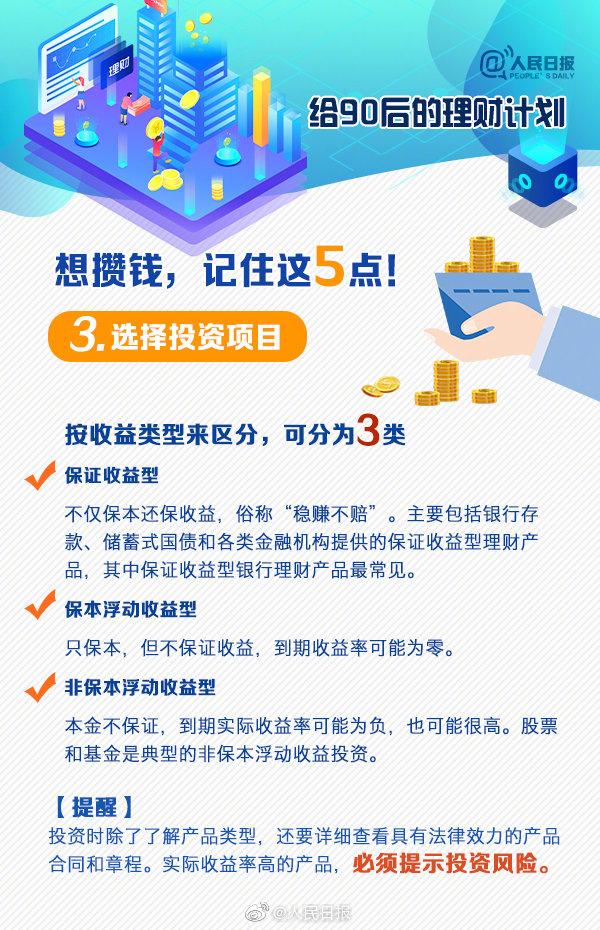 理财
@人民日报
PEOPLE'S DAILY
给90后的理财计划
想攒钱，记住这5点！
3.选择投资项目
按收益类型来区分，可分为3类
保证收益型
不仅保本还保收益，俗称“稳赚不赔”。主要包括银行存
款、储蓄式国债和各类金融机构提供的保证收益型理财产
品，其中保证收益型银行理财产品最常见。
保本浮动收益型
只保本，但不保证收益，到期收益率可能为零。
非保本浮动收益型
本金不保证，到期实际收益率可能为负，也可能很高。股票
和基金是典型的非保本浮动收益投资。
【提醒】
投资时除了了解产品类型，还要详细查看具有法律效力的产品
合同和章程。实际收益率高的产品，必须提示投资风险。
@人民日报